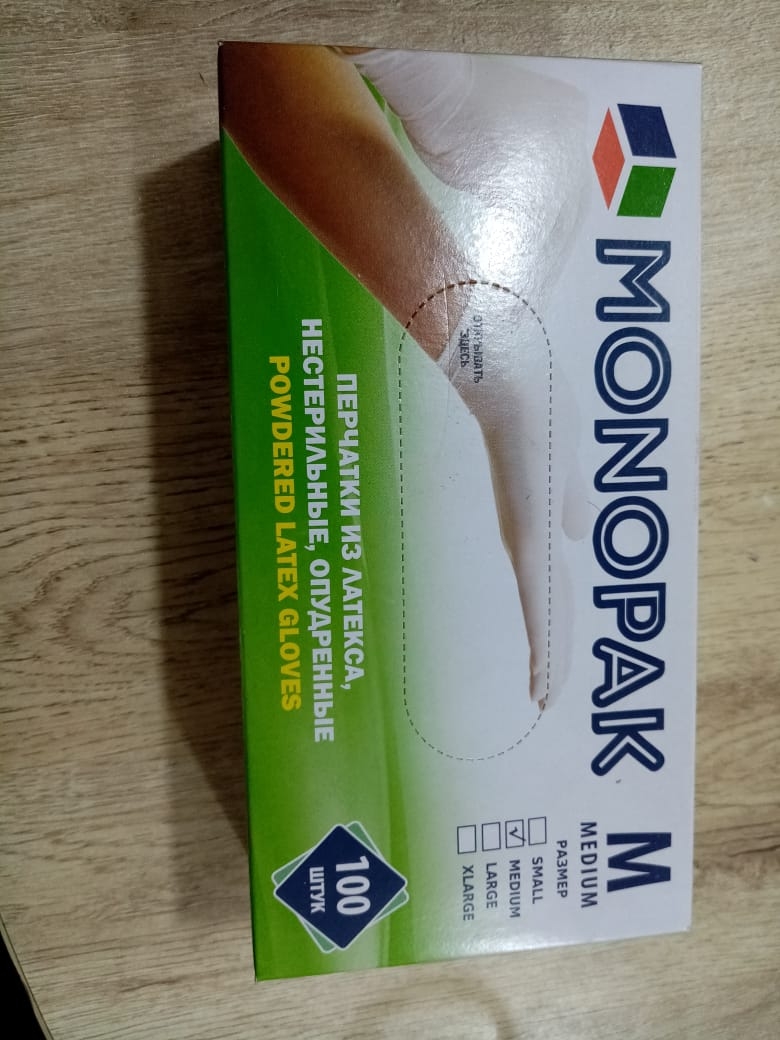 MONOPAK
M
MEDIUM
РАЗМЕР
SMALL
MEDIUM
LARGE
XLARGE
ОТКРЫВАТЬ
ЗДЕСЬ
ПЕРЧАТКИ ИЗ ЛАТЕКСА,
НЕСТЕРИЛЬНЫЕ, ОПУДРЕННЫЕ
POWDERED LATEX GLOVES
100
ШТУК